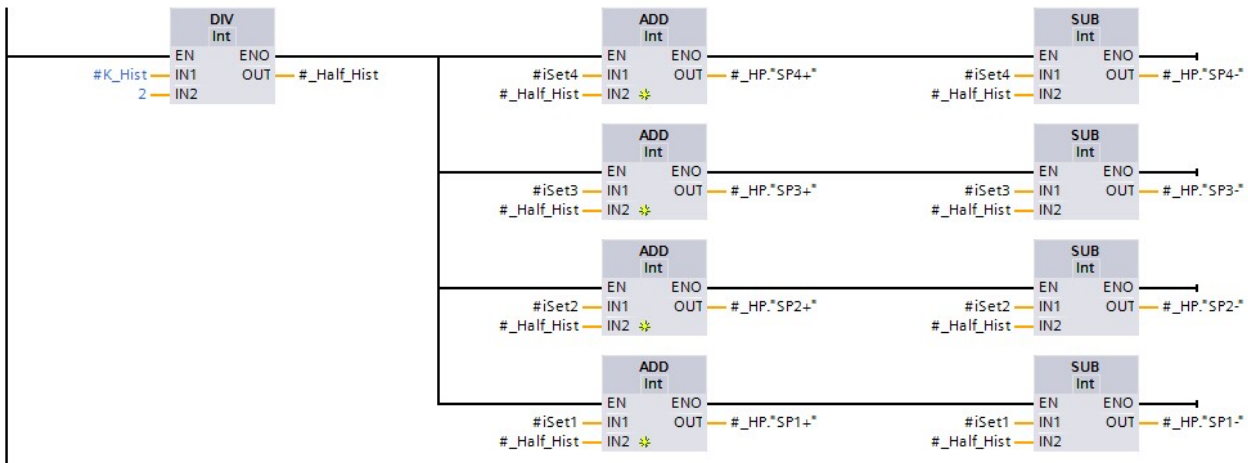 DIV ADD SUB
Int Int Int
EN ENO EN ENO EN ENO
#K_Hist IN1 OUT #_Half_Hist #iSet4 IN1 OUT #_HP."SP4+" #iSet4 IN1 OUT #_HP."SP4-"
2 IN2 #_Half_Hist IN2 #_Half_Hist IN2
ADD SUB
Int Int
EN ENO EN ENO
#iSet3 IN1 OUT #_HP."SP3+" #iSet3 IN1 OUT #_HP."SP3-"
#_Half_Hist IN2 #_Half_Hist IN2
ADD SUB
Int Int
EN ENO EN ENO
#iSet2 IN1 OUT #_HP."SP2+" #iSet2 IN1 OUT #_HP."SP2-"
#_Half_Hist IN2 #_Half_Hist IN2
ADD SUB
Int Int
EN ENO EN ENO
#iSet1 IN1 OUT #_HP."SP1+" #iSet1 IN1 OUT #_HP."SP1-"
#_Half_Hist IN2 #_Half_Hist IN2